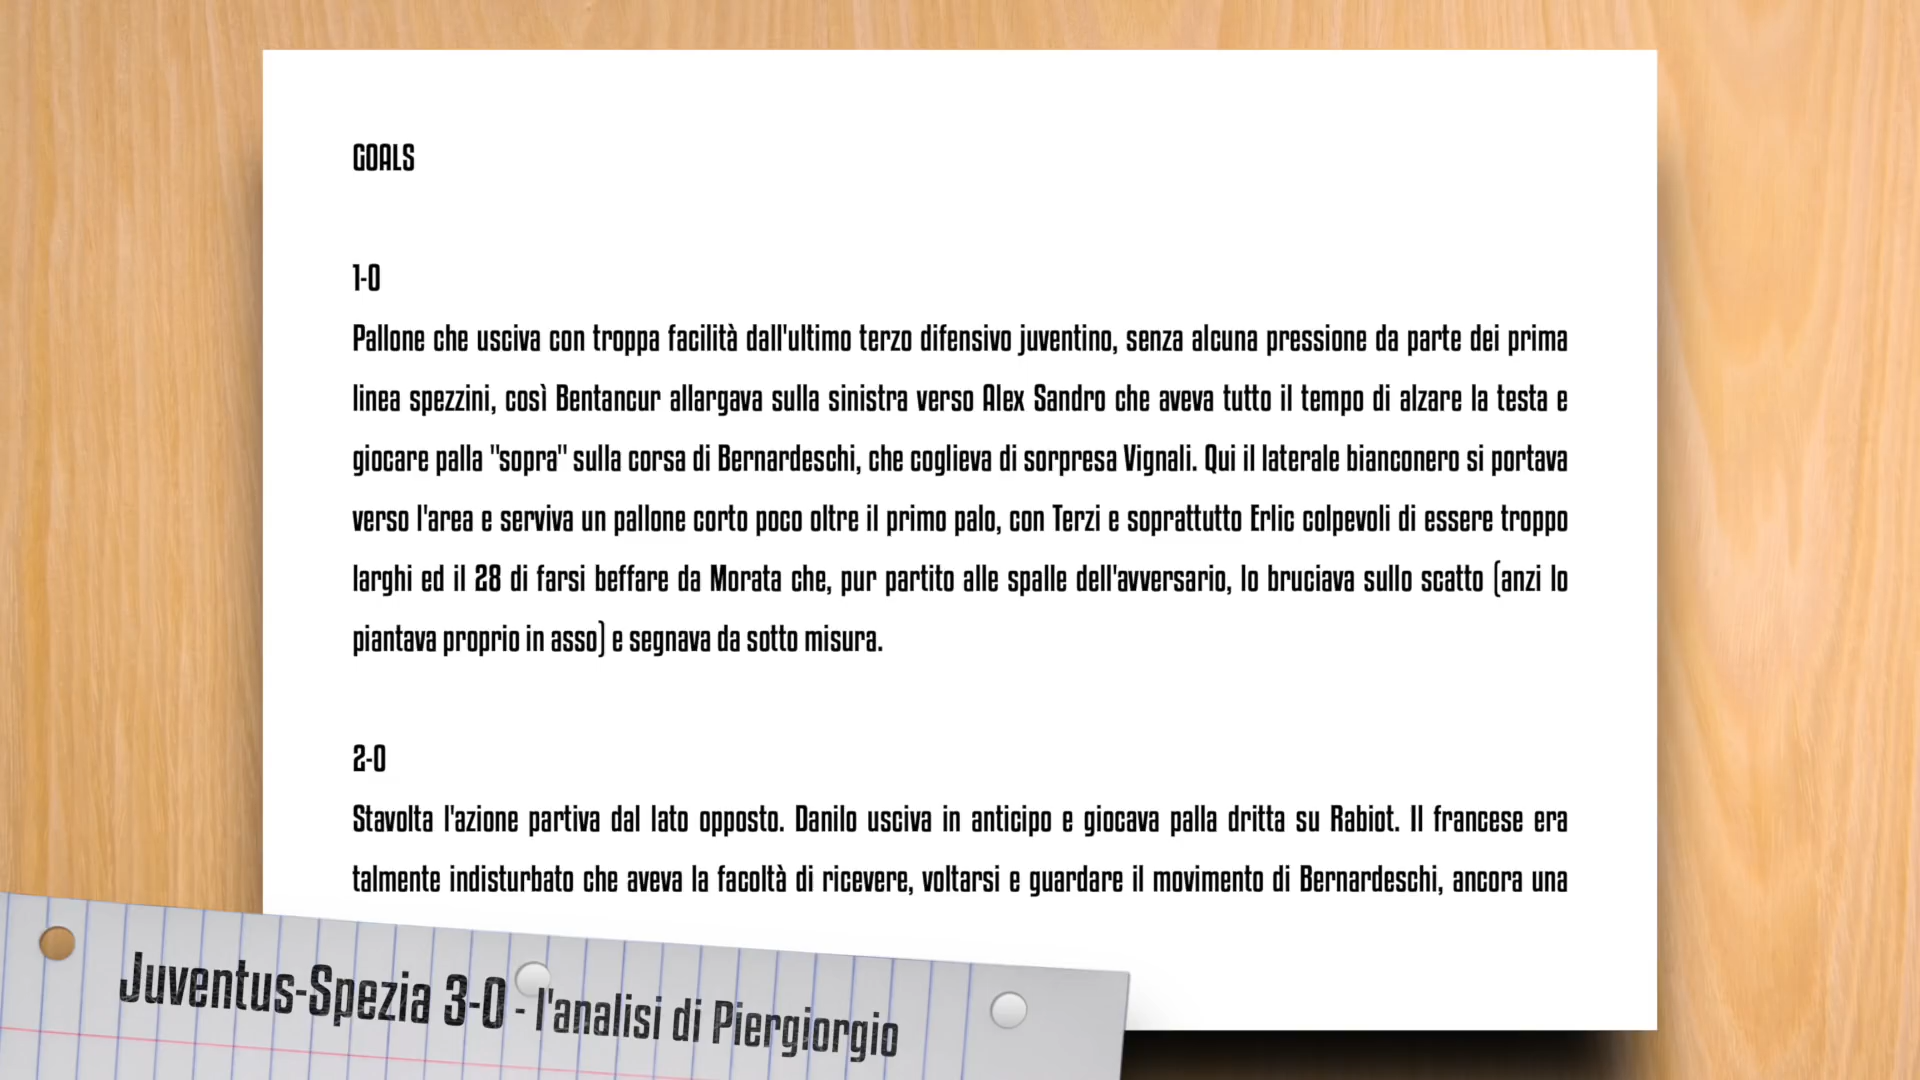 GOALS
1-0
Pallone che usciva con troppa facilità dall'ultimo terzo difensivo juventino, senza alcuna pressione da parte dei prima
linea spezzini, così Bentancur allargava sulla sinistra verso Alex Sandro che aveva tutto il tempo di alzare la testa e
giocare palla "sopra" sulla corsa di Bernardeschi, che coglieva di sorpresa Vignali. Qui il laterale bianconero si portava
verso l'area e serviva un pallone corto poco oltre il primo palo, con Terzi e soprattutto Erlic colpevoli di essere troppo
larghi ed il 28 di farsi beffare da Morata che, pur partito alle spalle dell'avversario, lo bruciava sullo scatto (anzi lo
piantava proprio in asso) e segnava da sotto misura.
2-0
Stavolta l'azione partiva dal lato opposto. Danilo usciva in anticipo e giocava palla dritta su Rabiot. Il francese era
talmente indisturbato che aveva la facoltà di ricevere, voltarsi e guardare il movimento di Bernardeschi, ancora una
Juventus-Spezia 3-0 - l'analisi di Piergiorgio